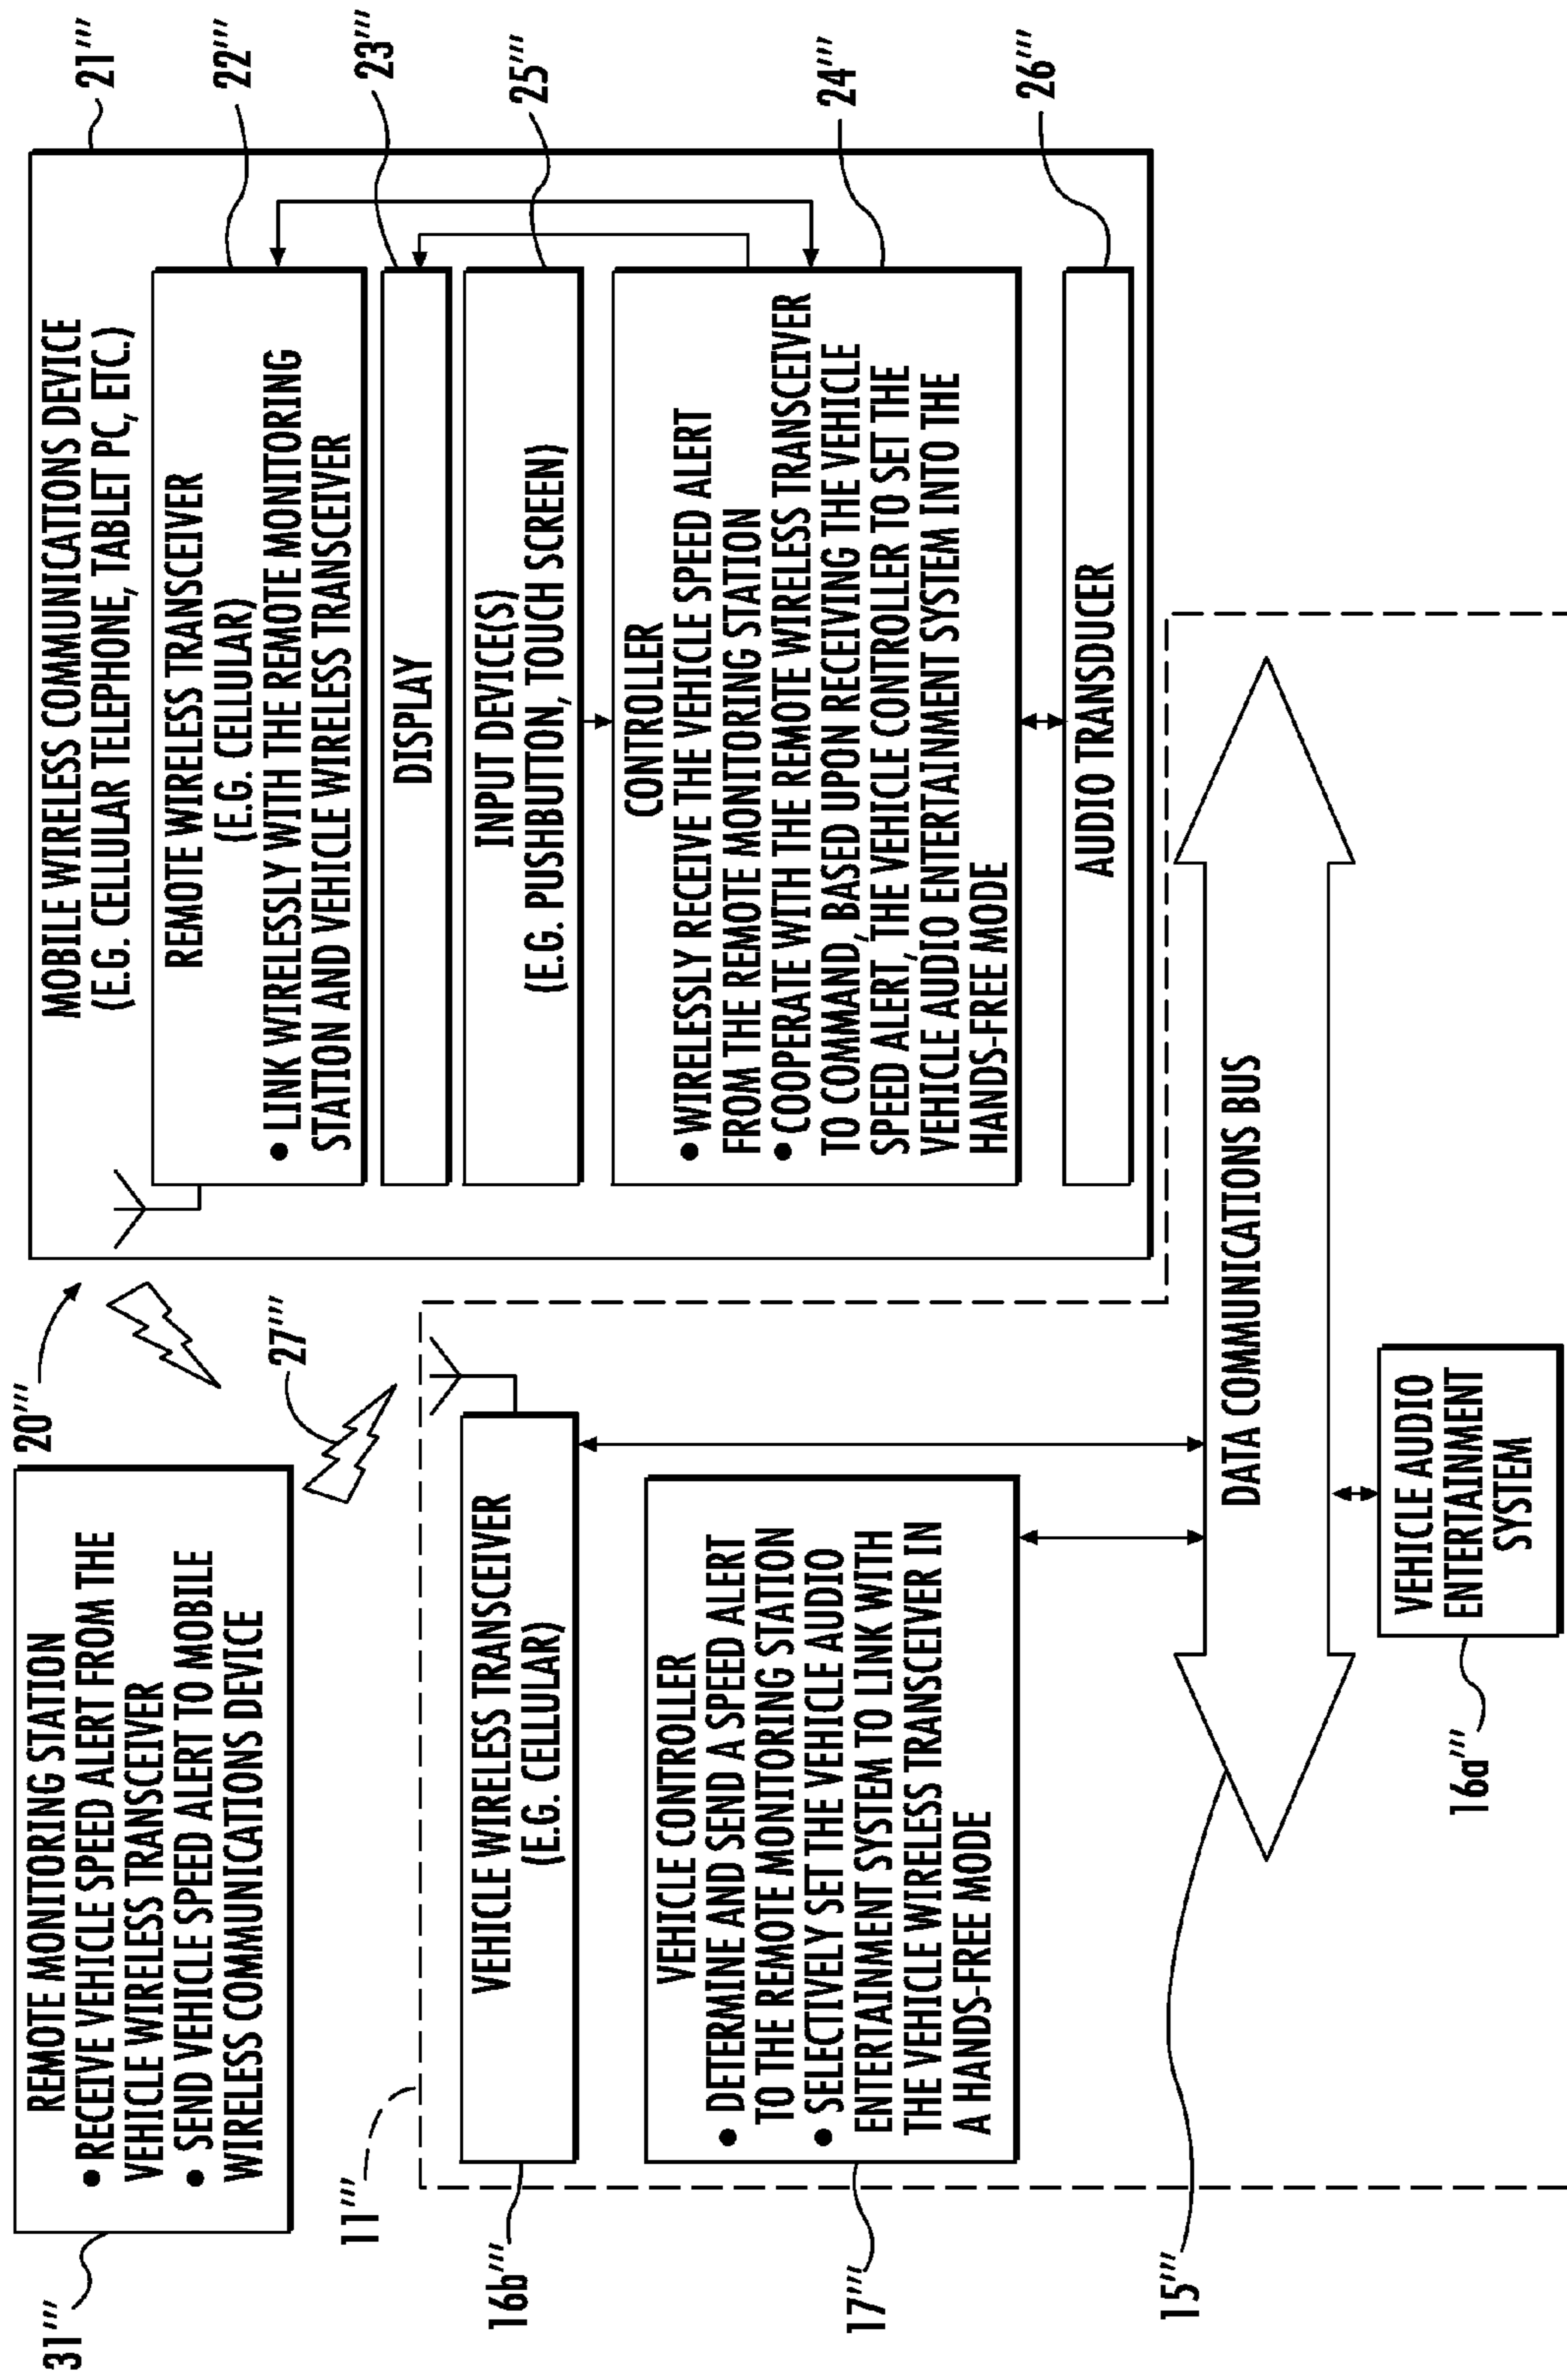 31'''
REMOTE MONITORING STATION
• RECEIVE VEHICLE SPEED ALERT FROM THE
VEHICLE WIRELESS TRANSCEIVER
• SEND VEHICLE SPEED ALERT TO MOBILE
WIRELESS COMMUNICATIONS DEVICE
20'''
27'''
11'''
16b'''
VEHICLE WIRELESS TRANSCEIVER
(E.G. CELLULAR)
17'''
VEHICLE CONTROLLER
• DETERMINE AND SEND A SPEED ALERT
TO THE REMOTE MONITORING STATION
• SELECTIVELY SET THE VEHICLE AUDIO
ENTERTAINMENT SYSTEM TO LINK WITH
THE VEHICLE WIRELESS TRANSCEIVER IN
A HANDS-FREE MODE
15'''
DATA COMMUNICATIONS BUS
16a'''
VEHICLE AUDIO
ENTERTAINMENT
SYSTEM
21'''
MOBILE WIRELESS COMMUNICATIONS DEVICE
(E.G. CELLULAR TELEPHONE, TABLET PC, ETC.)
22'''
REMOTE WIRELESS TRANSCEIVER
(E.G. CELLULAR)
• LINK WIRELESSLY WITH THE REMOTE MONITORING
STATION AND VEHICLE WIRELESS TRANSCEIVER
23'''
DISPLAY
25'''
INPUT DEVICE(S)
(E.G. PUSHBUTTON, TOUCH SCREEN)
24'''
CONTROLLER
• WIRELESSLY RECEIVE THE VEHICLE SPEED ALERT
FROM THE REMOTE MONITORING STATION
• COOPERATE WITH THE REMOTE WIRELESS TRANSCEIVER
TO COMMAND, BASED UPON RECEIVING THE VEHICLE
SPEED ALERT, THE VEHICLE CONTROLLER TO SET THE
VEHICLE AUDIO ENTERTAINMENT SYSTEM INTO THE
HANDS-FREE MODE
26'''
AUDIO TRANSDUCER